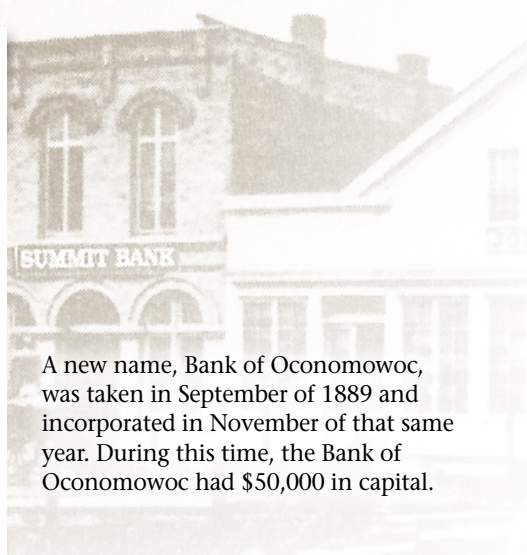 SUMMIT BANK
A new name, Bank of Oconomowoc,
was taken in September of 1889 and
incorporated in November of that same
year. During this time, the Bank of
Oconomowoc had $50,000 in capital.